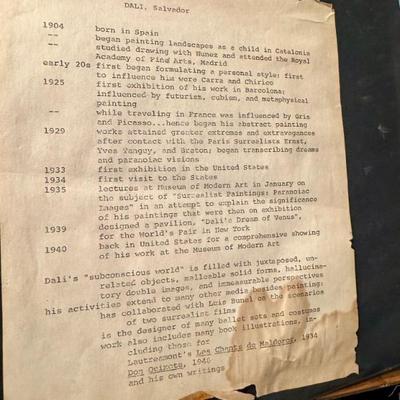 DALI, Salvador
1904 born in Spain
-- began painting landscapes as a child in Catalonia
-- studied drawing with Nunez and attended the Royal
Academy of Fine Arts, Madrid
early 20s first began formulating a personal style; first
to influence him were Carra and Chirico
1925 first exhibition of his work in Barcelona;
influenced by futurism, cubism, and metaphysical
painting
-- while traveling in France was influenced by Gris
and Picasso...hence began his abstract painting
1929 works attained greater extremes and extravagances
after contact with the Paris Surrealists Ernst,
Yves Tanguy, and Breton; began transcribing dreams
and paranoiac visions
1933 first exhibition in the United States
1934 first visit to the States
1935 lectures at Museum of Modern Art in January on
the subject of "Surrealist Paintings: Paranoiac
Images" in an attempt to explain the significance
of his paintings that were then on exhibition
1939 designed a pavilion, "Dali's Dream of Venus",
for the World's Fair in New York
1940 back in United States for a comprehensive showing
of his work at the Museum of Modern Art
Dali's "subconscious world" is filled with juxtaposed, un-
related objects, malleable solid forms, hallucina-
tory double images, and immeasurable perspectives
his activities extend to many other media besides painting:
has collaborated with Luis Bunel on the scenarios
of two surrealist films
is the designer of many ballet sets and costumes
work also includes many book illustrations, in-
cluding those for
Leutreamont's Les Chants de Maldoror, 1934
Don Quixote, 1946
and his own writings